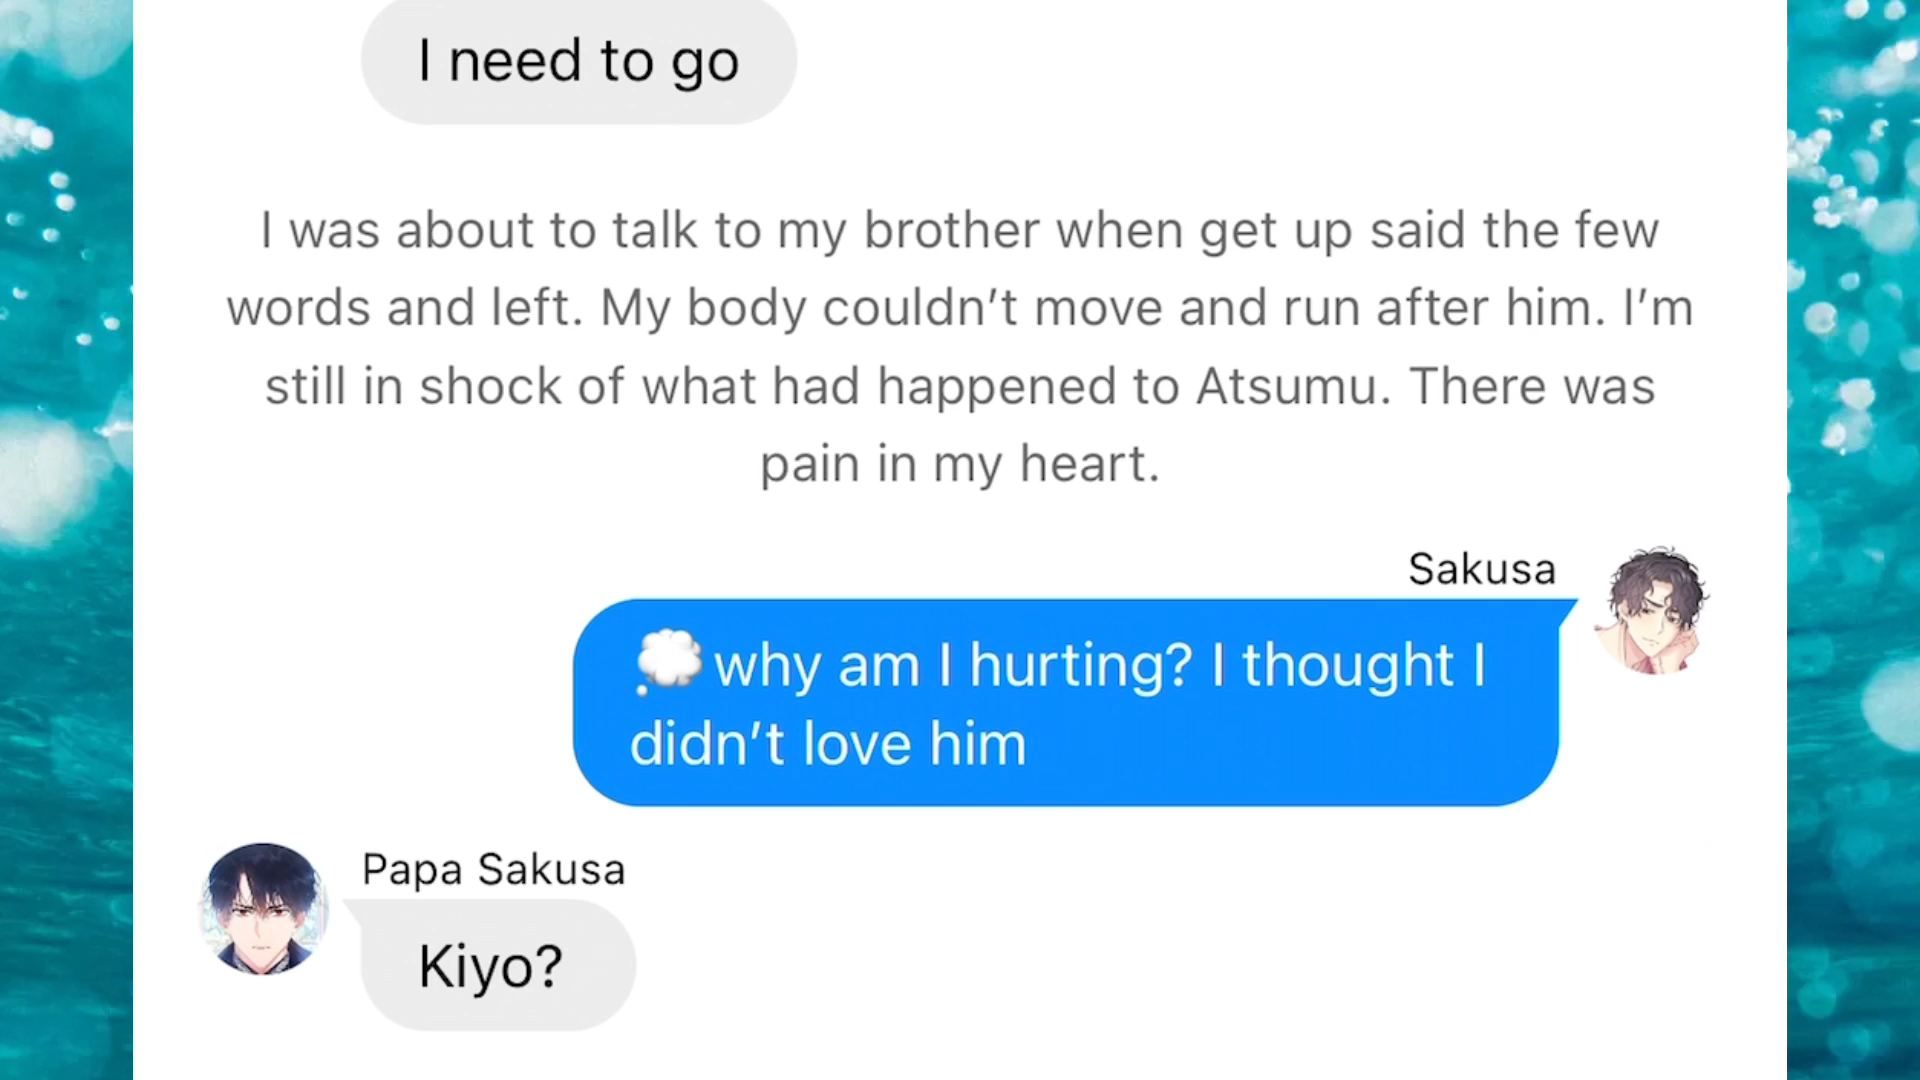 I need to go
I was about to talk to my brother when get up said the few
words and left. My body couldn’t move and run after him. I’m
still in shock of what had happened to Atsumu. There was
pain in my heart.
Sakusa
💭 why am I hurting? I thought I
didn’t love him
Papa Sakusa
Kiyo?